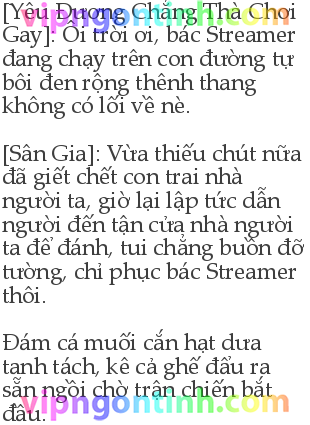 [Yêu Đương Chẳng Thà Chơi
Gay]: Ôi trời ơi, bác Streamer
đang chạy trên con đường tự
bôi đen rộng thênh thang
không có lối về nè.

[Sân Gia]: Vừa thiếu chút nữa
đã giết chết con trai nhà
người ta, giờ lại lập tức dẫn
người đến tận cửa nhà người
ta để đánh, tui chẳng buồn đỡ
tường, chỉ phục bác Streamer
thôi.

Đám cá muối cắn hạt dưa
tanh tách, kê cả ghế đẩu ra
sẵn ngồi chờ trận chiến bắt
đầu.
vipngontinh.com
vipngontinh.com